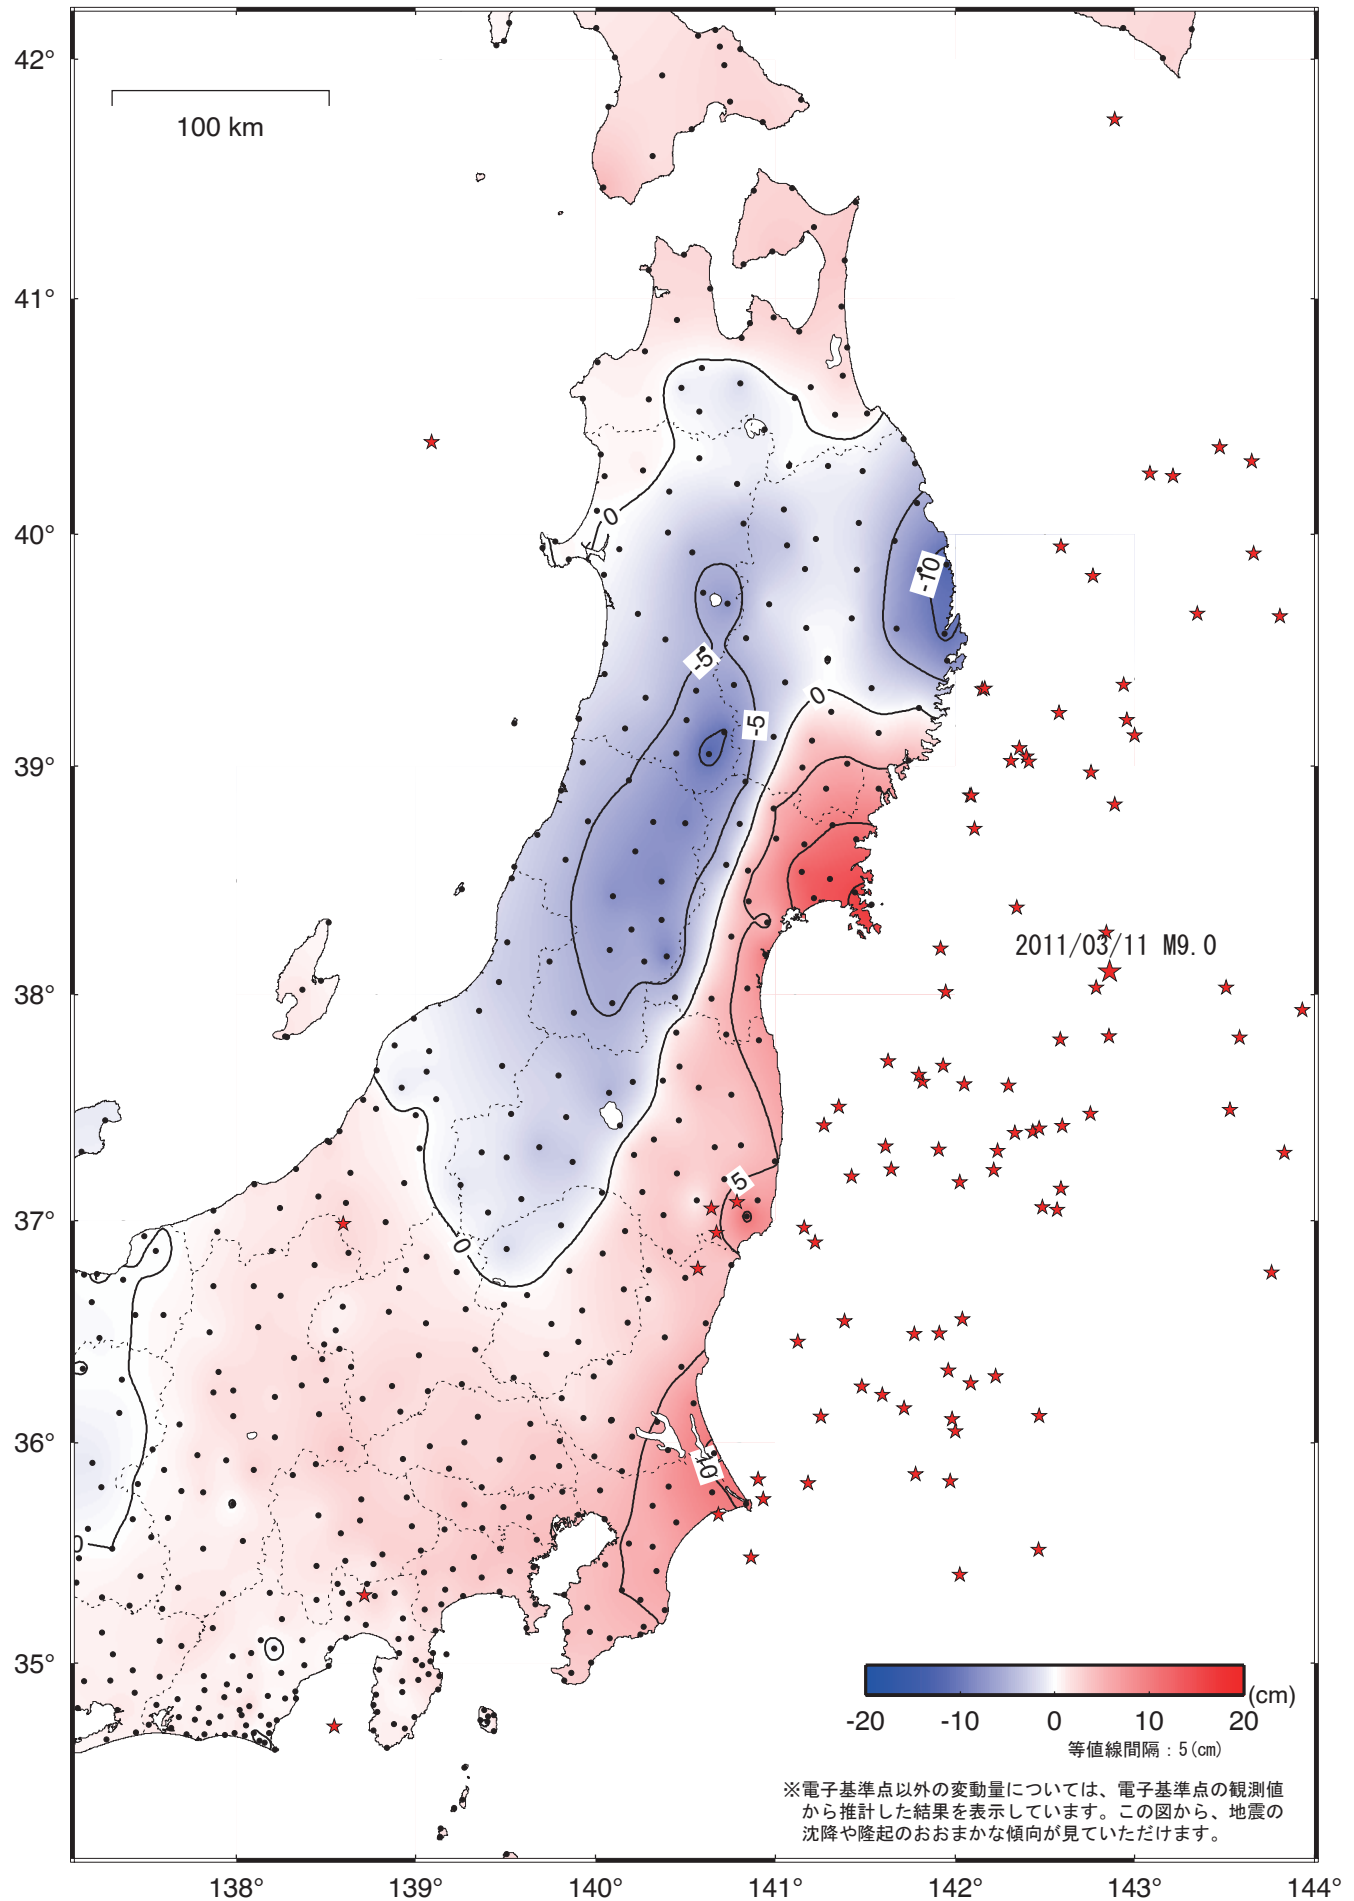 42°
100 km
41°
0
40°
-10
-5
0
-5
39°
2011/03/11 M9.0
38°
5
37°
0
36°
10
0
35°
(cm)
-20 -10 0 10 20
等値線間隔：5(cm)
※電子基準点以外の変動量については、電子基準点の観測値
から推計した結果を表示しています。この図から、地震の
沈降や隆起のおおまかな傾向が見ていただけます。
138° 139° 140° 141° 142° 143° 144°